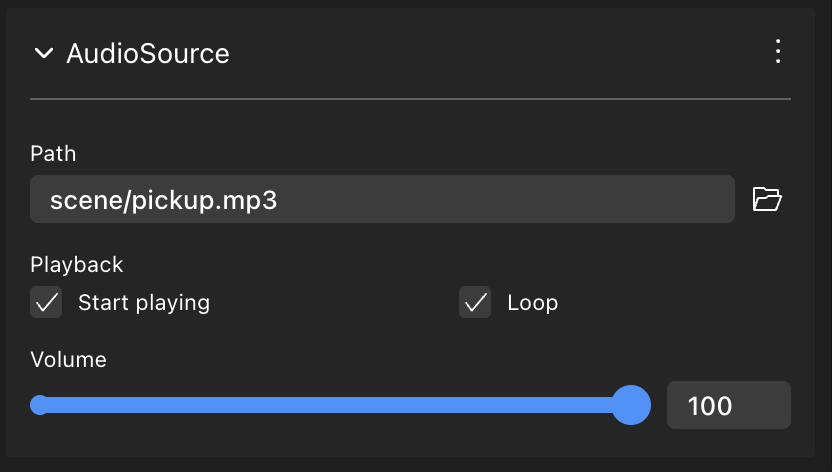 AudioSource
Path
scene/pickup.mp3
Playback
Start playing Loop
Volume
100